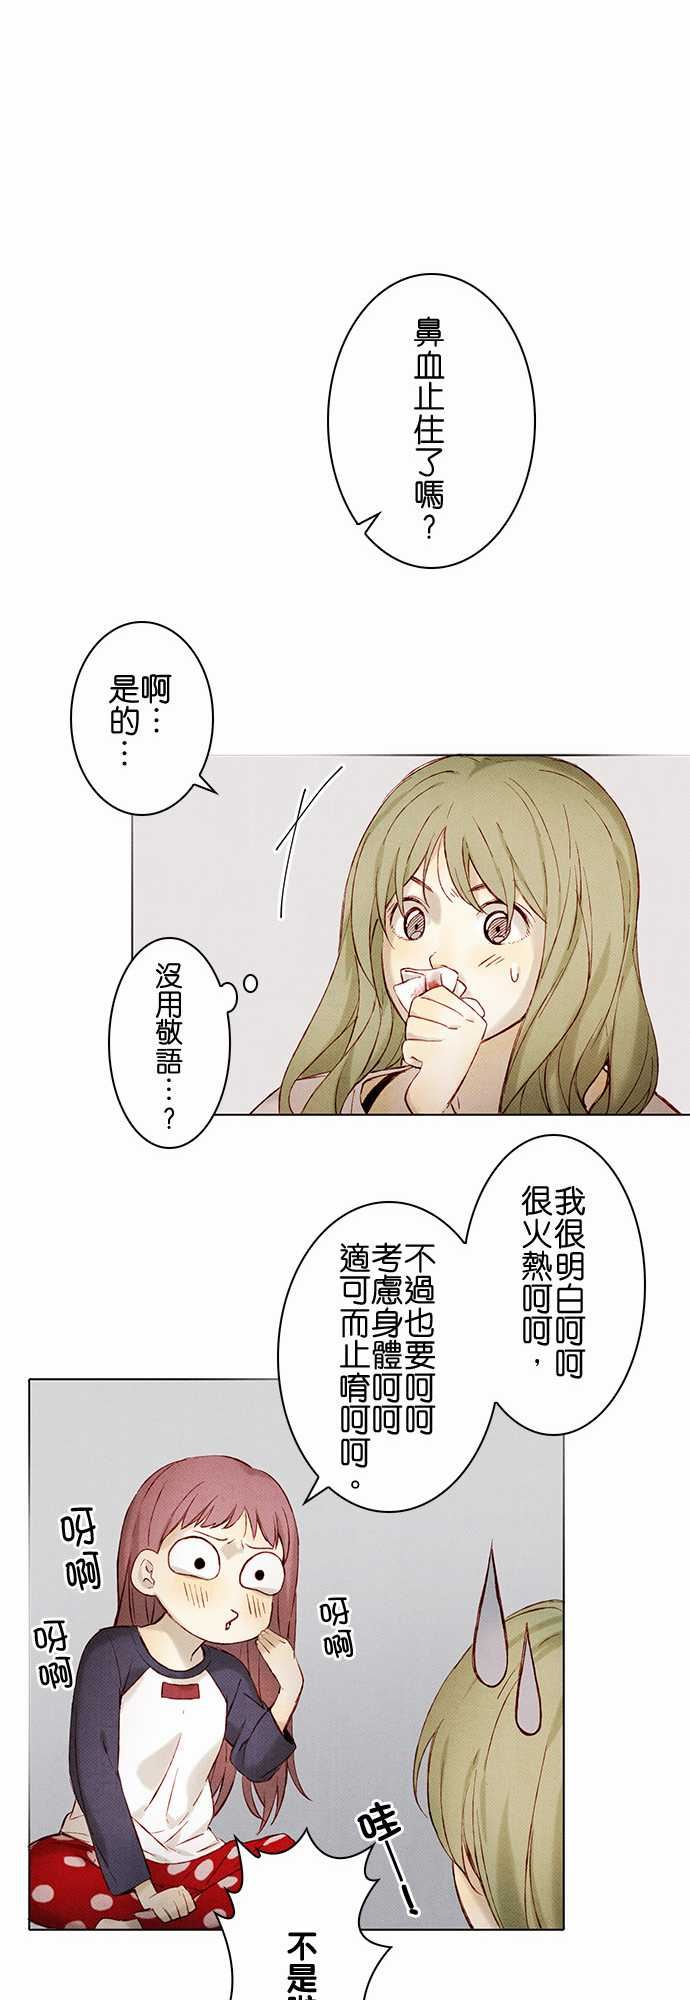 鼻血止住了嗎？
啊…
是的…
沒用敬語…？
我很明白呵呵
很火熱呵呵，
不過也要呵呵
考慮身體呵呵
適可而止唷呵呵。
呀啊
呀啊
呀啊
哇——！
不是